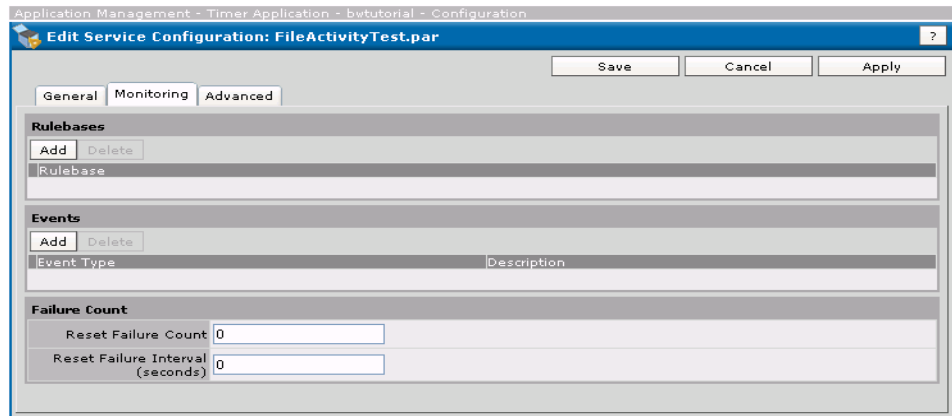 Application Management - Timer Application - bwtutorial - Configuration
Edit Service Configuration: FileActivityTest.par
?
Save Cancel Apply
General Monitoring Advanced
Rulebases
Add Delete
Rulebase
Events
Add Delete
Event Type Description
Failure Count
Reset Failure Count 0
Reset Failure Interval
(seconds) 0